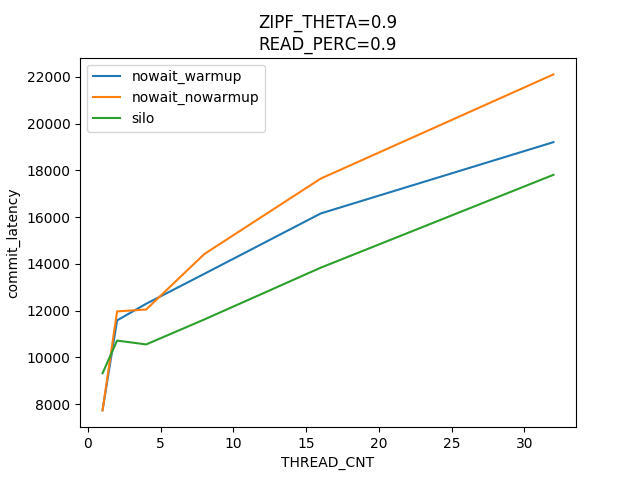 ZIPF_THETA=0.9
READ_PERC=0.9
nowait_warmup
nowait_nowarmup
silo
commit_latency
22000
20000
18000
16000
14000
12000
10000
8000
0 5 10 15 20 25 30
THREAD_CNT